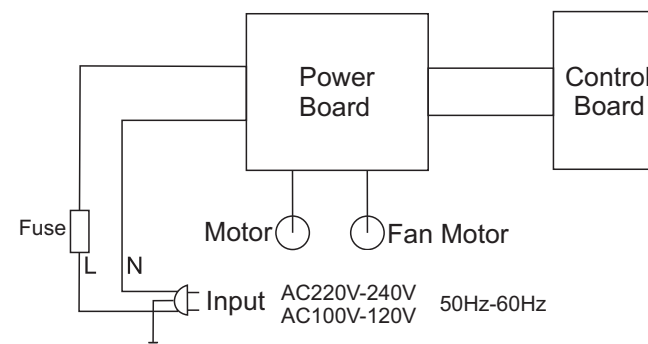 Power
Board
Control
Board
Fuse
Motor
Fan Motor
L
N
Input
AC220V-240V
AC100V-120V
50Hz-60Hz